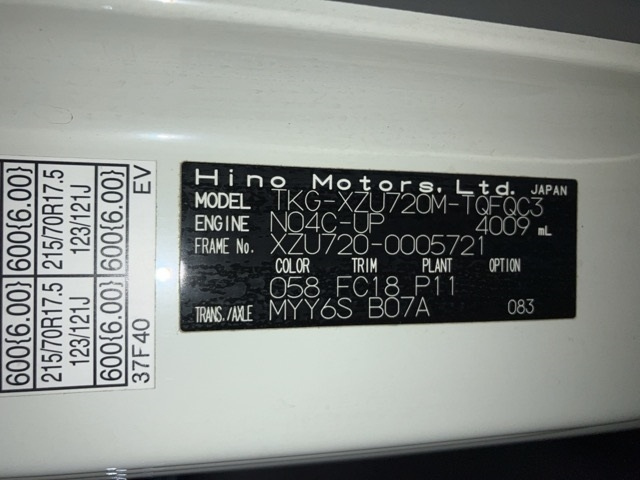 Hino Motors, Ltd. JAPAN
MODEL TKG-XZU720M-TQFQC3
ENGINE N04C-UP 4009 mL
FRAME No. XZU720-0005721
COLOR TRIM PLANT OPTION
058 FC18 P11
TRANS./AXLE MYY6S B07A 083
600{6.00} 600{6.00}
215/70R17.5 215/70R17.5
123/121J 123/121J
600{6.00} 600{6.00}
37F40 EV